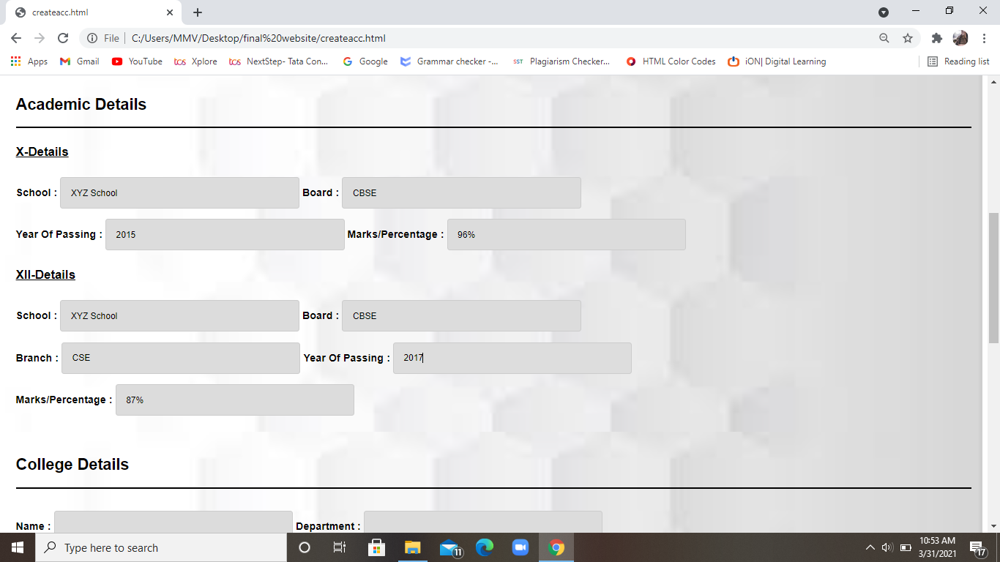 createacc.html
File C:/Users/MMV/Desktop/final%20website/createacc.html
Apps Gmail YouTube tcs Xplore tcs NextStep- Tata Con... Google Grammar checker -... SST Plagiarism Checker... HTML Color Codes iON| Digital Learning Reading list
Academic Details
X-Details
School : XYZ School Board : CBSE
Year Of Passing : 2015 Marks/Percentage : 96%
XII-Details
School : XYZ School Board : CBSE
Branch : CSE Year Of Passing : 2017
Marks/Percentage : 87%
College Details
Name : Department :
Type here to search 11 10:53 AM 17
3/31/2021